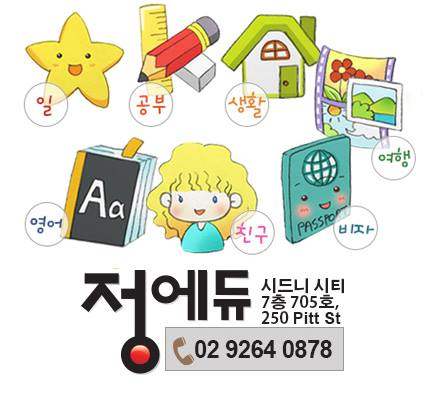 일
공부
생활
여행
영어
Aa
친구
PASSPORT
비자
정에듀
시드니 시티
7층 705호,
250 Pitt St
02 9264 0878